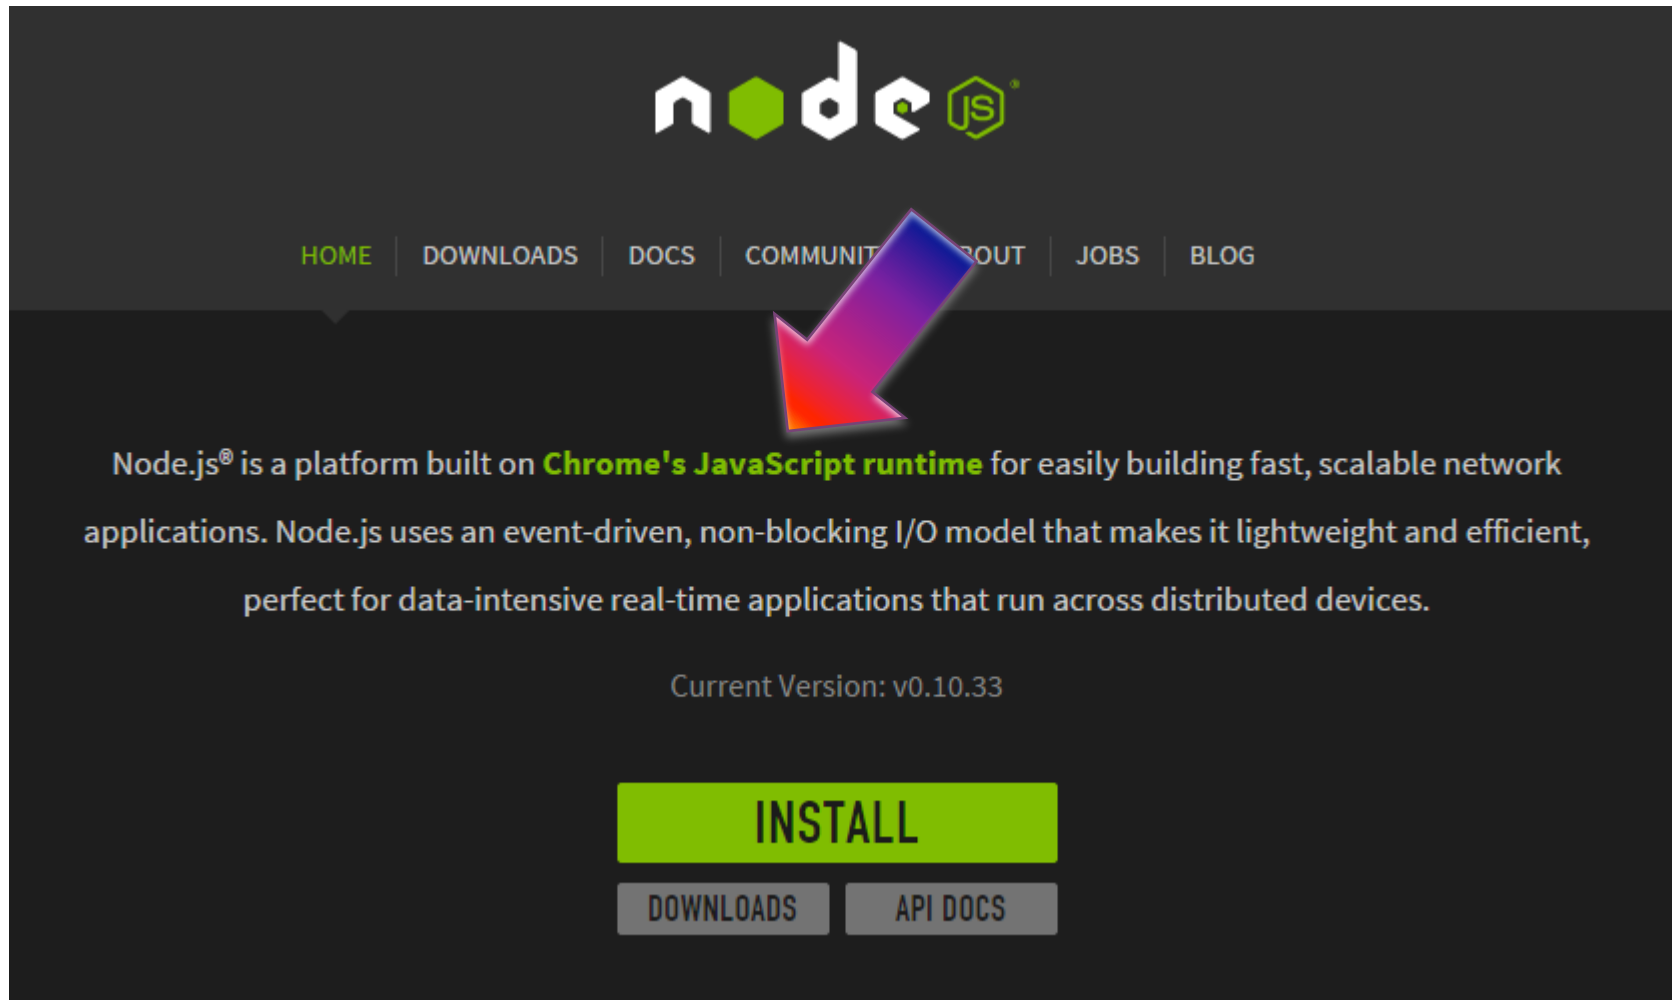 node JS®
HOME DOWNLOADS DOCS COMMUNIT OUT JOBS BLOG
Node.js® is a platform built on Chrome's JavaScript runtime for easily building fast, scalable network
applications. Node.js uses an event-driven, non-blocking I/O model that makes it lightweight and efficient,
perfect for data-intensive real-time applications that run across distributed devices.
Current Version: v0.10.33
INSTALL
DOWNLOADS API DOCS